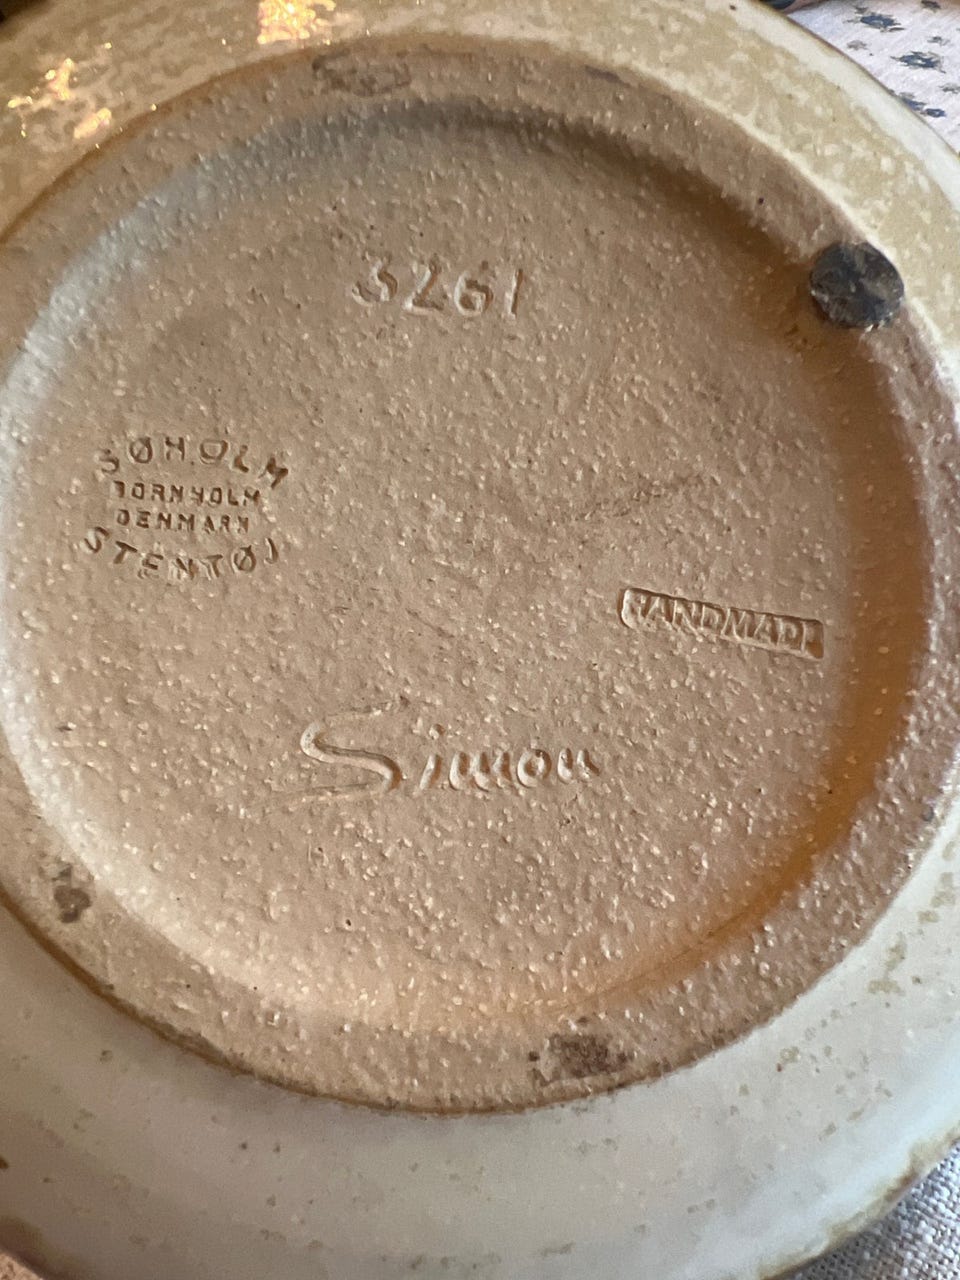 3261
SØHOLM
BORNHOLM
DENMARK
STENTØJ
HANDMADE
Simon